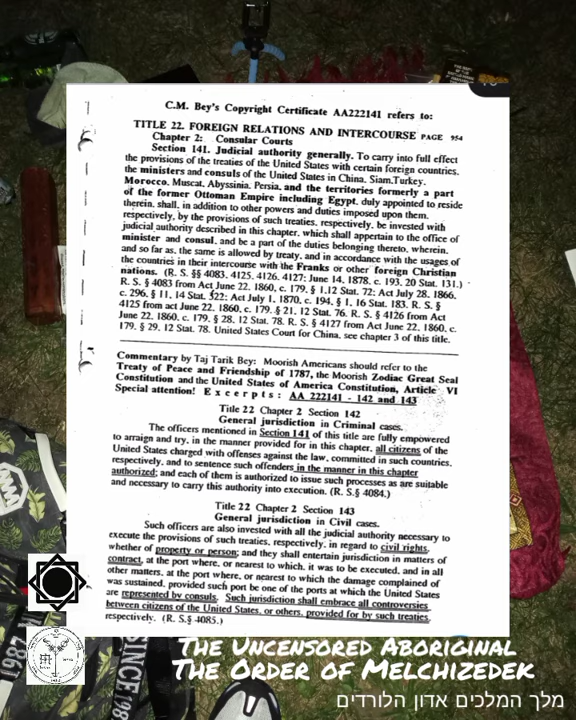 C.M. Bey's Copyright Certificate AA222141 refers to:
TITLE 22. FOREIGN RELATIONS AND INTERCOURSE PAGE 954
Chapter 2: Consular Courts
Section 141. Judicial authority generally. To carry into full effect
the provisions of the treaties of the United States with certain foreign countries,
the ministers and consuls of the United States in China, Siam,Turkey,
Morocco, Muscat, Abyssinia, Persia, and the territories formerly a part
of the former Ottoman Empire including Egypt, duly appointed to reside
therein, shall, in addition to other powers and duties imposed upon them,
respectively, by the provisions of such treaties, respectively, be invested with
judicial authority described in this chapter, which shall appertain to the office of
minister and consul, and be a part of the duties belonging thereto, wherein,
and so far as, the same is allowed by treaty, and in accordance with the usages of
the countries in their intercourse with the Franks or other foreign Christian
nations. (R. S. §§ 4083, 4125, 4126, 4127; June 14, 1878, c. 193, 20 Stat. 131.)
R. S. § 4083 from Act June 22, 1860, c. 179, § 1,12 Stat. 72; Act July 28, 1866,
c. 296, § 11, 14 Stat. 322; Act July 1, 1870, c. 194, § 1, 16 Stat. 183. R. S. §
4125 from act June 22, 1860, c. 179, § 21, 12 Stat. 76. R. S. § 4126 from Act
June 22, 1860, c. 179, § 28, 12 Stat. 78. R. S. § 4127 from Act June 22, 1860, c.
179, § 29, 12 Stat. 78. United States Court for China, see chapter 3 of this title.
Commentary by Taj Tarik Bey: Moorish Americans should refer to the
Treaty of Peace and Friendship of 1787, the Moorish Zodiac Great Seal
Constitution and the United States of America Constitution, Article VI
Special attention! Excerpts: AA 222141 - 142 and 143
Title 22 Chapter 2 Section 142
General jurisdiction in Criminal cases.
The officers mentioned in Section 141 of this title are fully empowered
to arraign and try, in the manner provided for in this chapter, all citizens of the
United States charged with offenses against the law, committed in such countries,
respectively, and to sentence such offenders in the manner in this chapter
authorized; and each of them is authorized to issue such processes as are suitable
and necessary to carry this authority into execution. (R. S.§ 4084.)
Title 22 Chapter 2 Section 143
General jurisdiction in Civil cases.
Such officers are also invested with all the judicial authority necessary to
execute the provisions of such treaties, respectively, in regard to civil rights,
whether of property or person; and they shall entertain jurisdiction in matters of
contract, at the port where, or nearest to which, it was to be executed, and in all
other matters, at the port where, or nearest to which the damage complained of
was sustained, provided such port be one of the ports at which the United States
are represented by consuls. Such jurisdiction shall embrace all controversies
between citizens of the United States, or others, provided for by such treaties,
respectively. (R.S. §4085.)
The Uncensored Aboriginal
The Order of Melchizedek
מלך המלכים אדון הלורדים
SINCE 198
1987